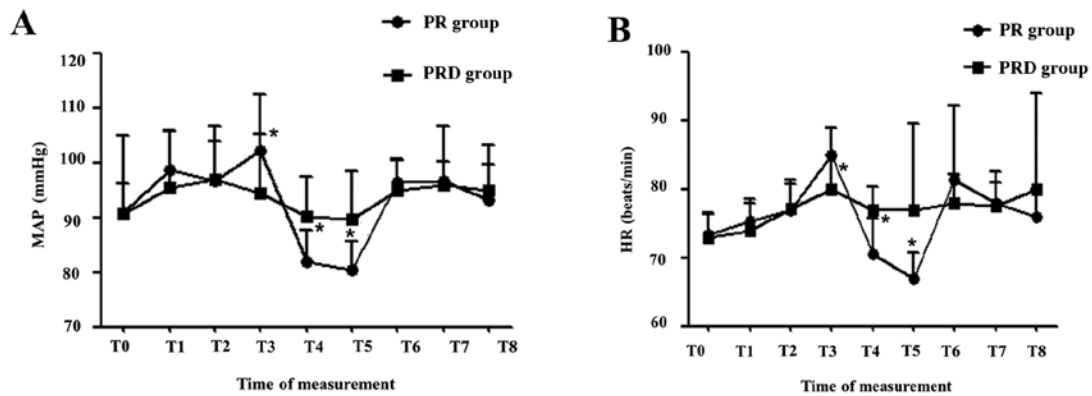 A
PR group
PRD group
120
110
100
90
80
70
MAP (mmHg)
*
*
*
T0 T1 T2 T3 T4 T5 T6 T7 T8
Time of measurement
B
PR group
PRD group
100
90
80
70
60
HR (beats/min)
*
*
*
T0 T1 T2 T3 T4 T5 T6 T7 T8
Time of measurement